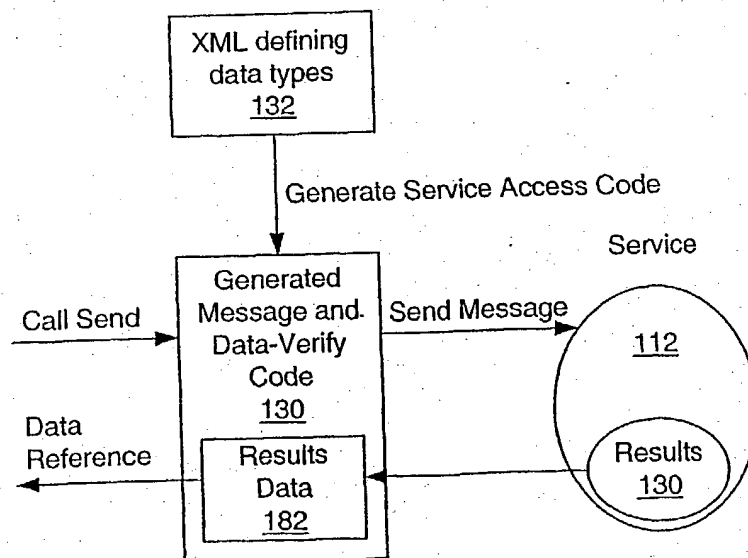 XML defining
data types
132
Generate Service Access Code
Service
Generated
Message and
Data-Verify
Code
130
Call Send
Send Message
112
Data
Reference
Results
Data
182
Results
130